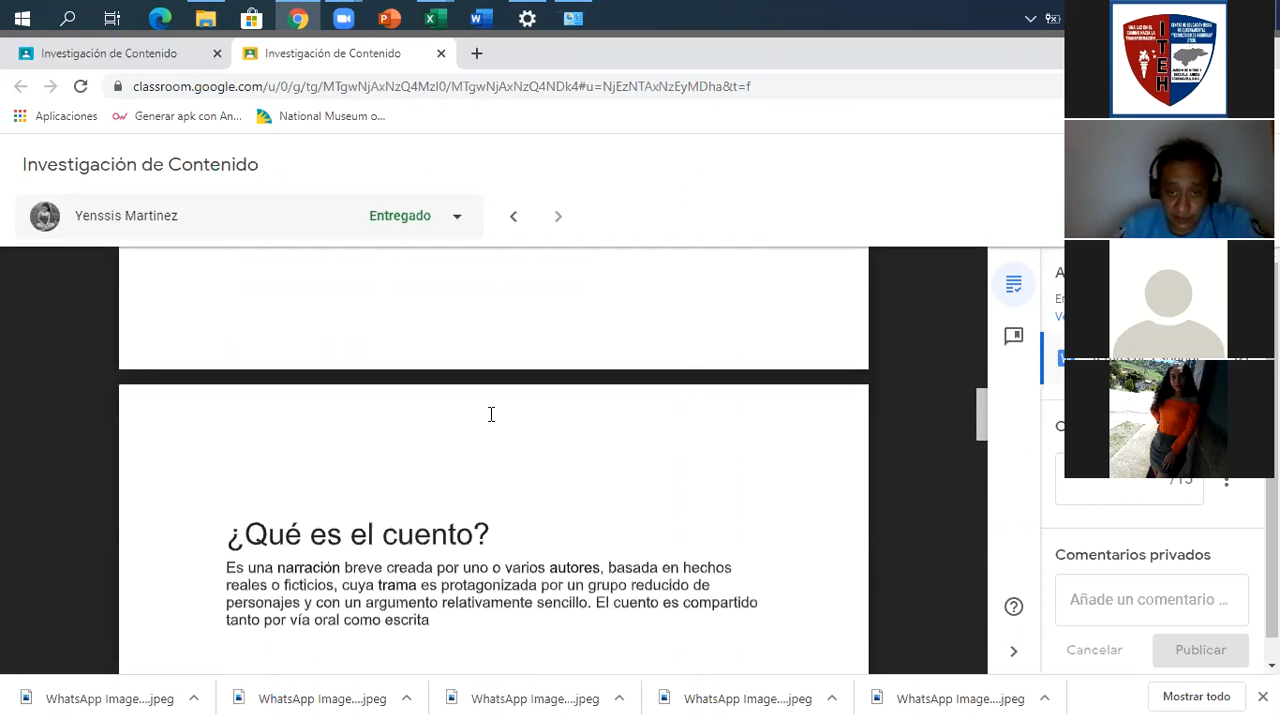 Investigación de Contenido
Investigación de Contenido
classroom.google.com/u/0/g/tg/MTgwNjAxNzQ4MzI0/MTgwNjAxNzQ4NDk4#u=NjEzNTAxNzEyMDha&t=f
Aplicaciones
Generar apk con An...
National Museum o...
Investigación de Contenido
Yenssis Martinez
Entregado
¿Qué es el cuento?
Es una narración breve creada por uno o varios autores, basada en hechos
reales o ficticios, cuya trama es protagonizada por un grupo reducido de
personajes y con un argumento relativamente sencillo. El cuento es compartido
tanto por vía oral como escrita
/15
Comentarios privados
Añade un comentario ...
Cancelar
Publicar
WhatsApp Image....jpeg
WhatsApp Image....jpeg
WhatsApp Image....jpeg
WhatsApp Image....jpeg
WhatsApp Image....jpeg
Mostrar todo
ITEH